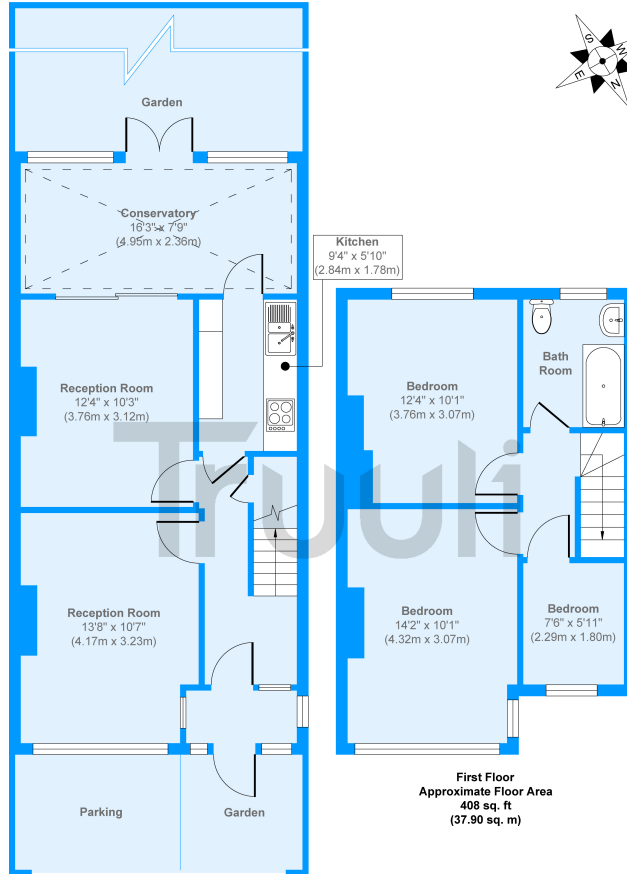 Garden
S
W
E
N
Conservatory
16'3" x 7'9"
(4.95m x 2.36m)
Kitchen
9'4" x 5'10"
(2.84m x 1.78m)
Reception Room
12'4" x 10'3"
(3.76m x 3.12m)
Bedroom
12'4" x 10'1"
(3.76m x 3.07m)
Bath
Room
Truuli
Reception Room
13'8" x 10'7"
(4.17m x 3.23m)
Bedroom
14'2" x 10'1"
(4.32m x 3.07m)
Bedroom
7'6" x 5'11"
(2.29m x 1.80m)
Parking
Garden
First Floor
Approximate Floor Area
408 sq. ft
(37.90 sq. m)